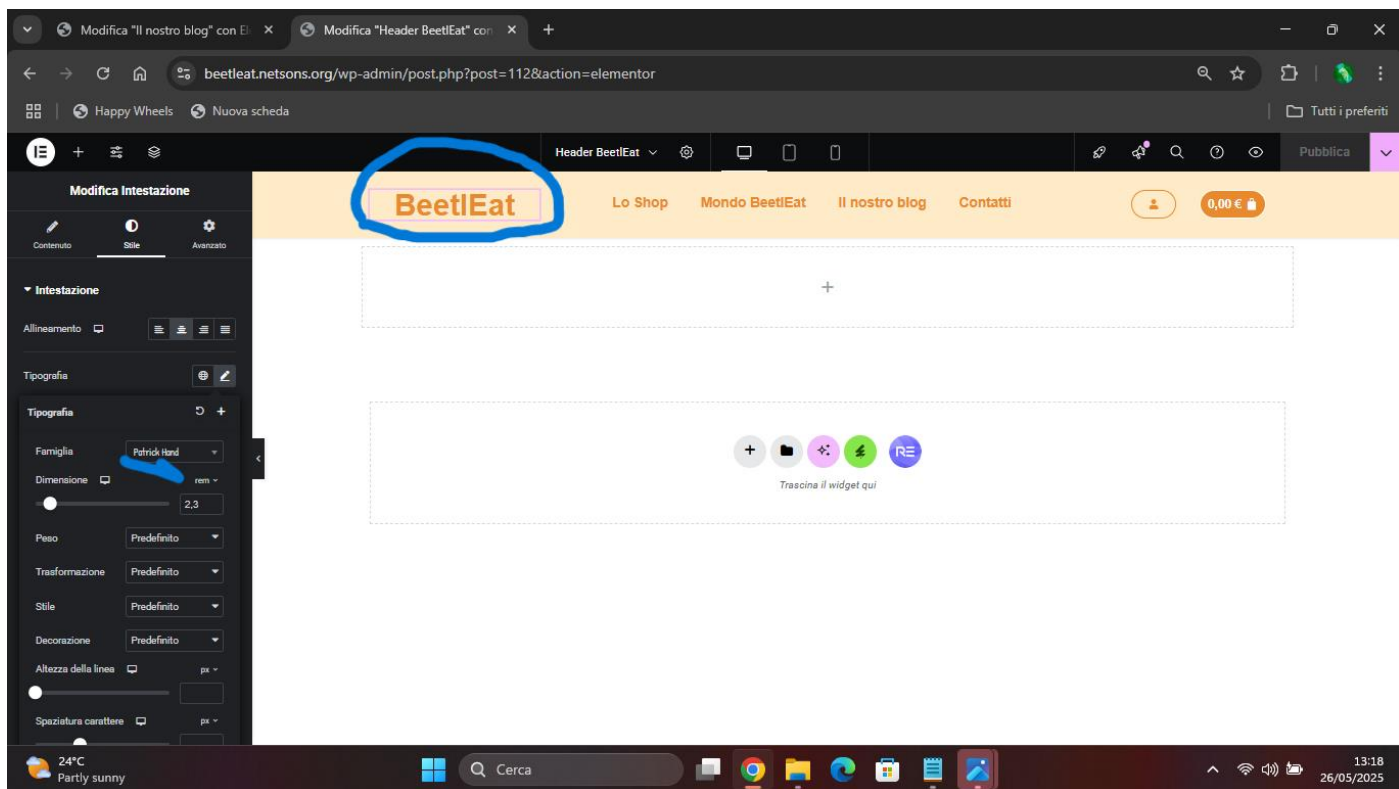 Modifica "Il nostro blog" con El
Modifica "Header BeetlEat" con
beetleat.netsons.org/wp-admin/post.php?post=112&action=elementor
Happy Wheels
Nuova scheda
Tutti i preferiti
Header BeetlEat
Pubblica
Modifica Intestazione
Contenuto
Stile
Avanzato
BeetlEat
Lo Shop
Mondo BeetlEat
Il nostro blog
Contatti
0,00 €
Intestazione
Allineamento
Tipografia
Tipografia
Famiglia
Patrick Hand
Dimensione
rem
2,3
Peso
Predefinito
Trasformazione
Predefinito
Stile
Predefinito
Decorazione
Predefinito
Altezza della linea
px
Spaziatura carattere
px
RE
Trascina il widget qui
24°C
Partly sunny
Cerca
13:18
26/05/2025